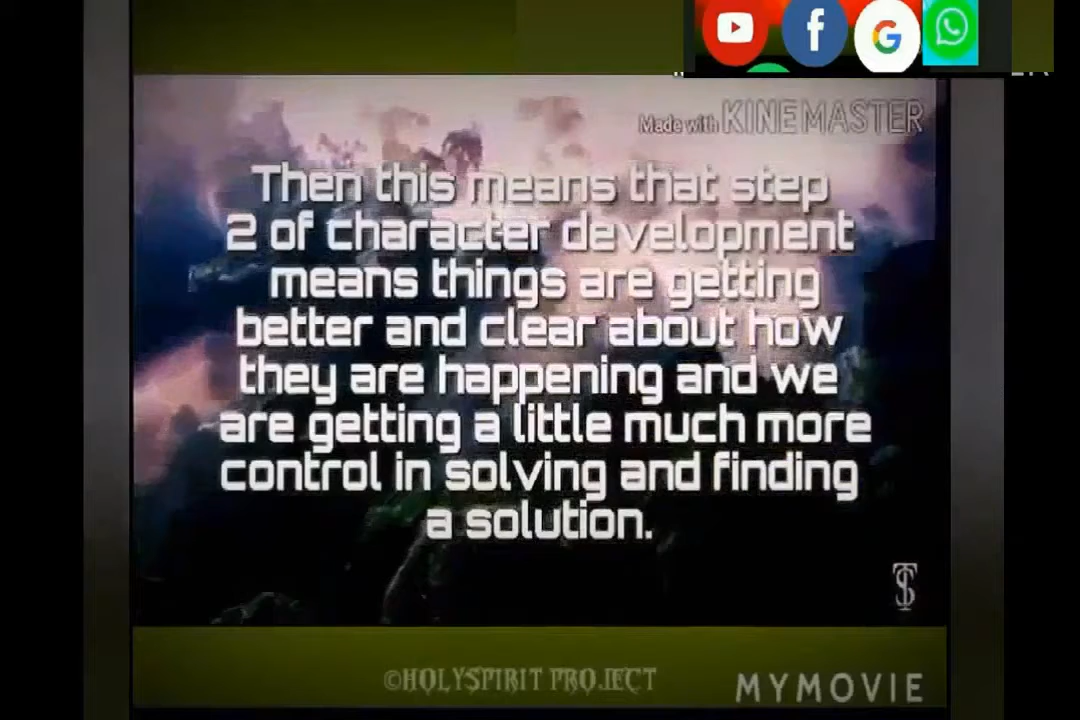 Made with KINEMASTER
Then this means that step
2 of character development
means things are getting
better and clear about how
they are happening and we
are getting a little much more
control in solving and finding
a solution.
©HOLYSPIRIT PROJECT
MYMOVIE